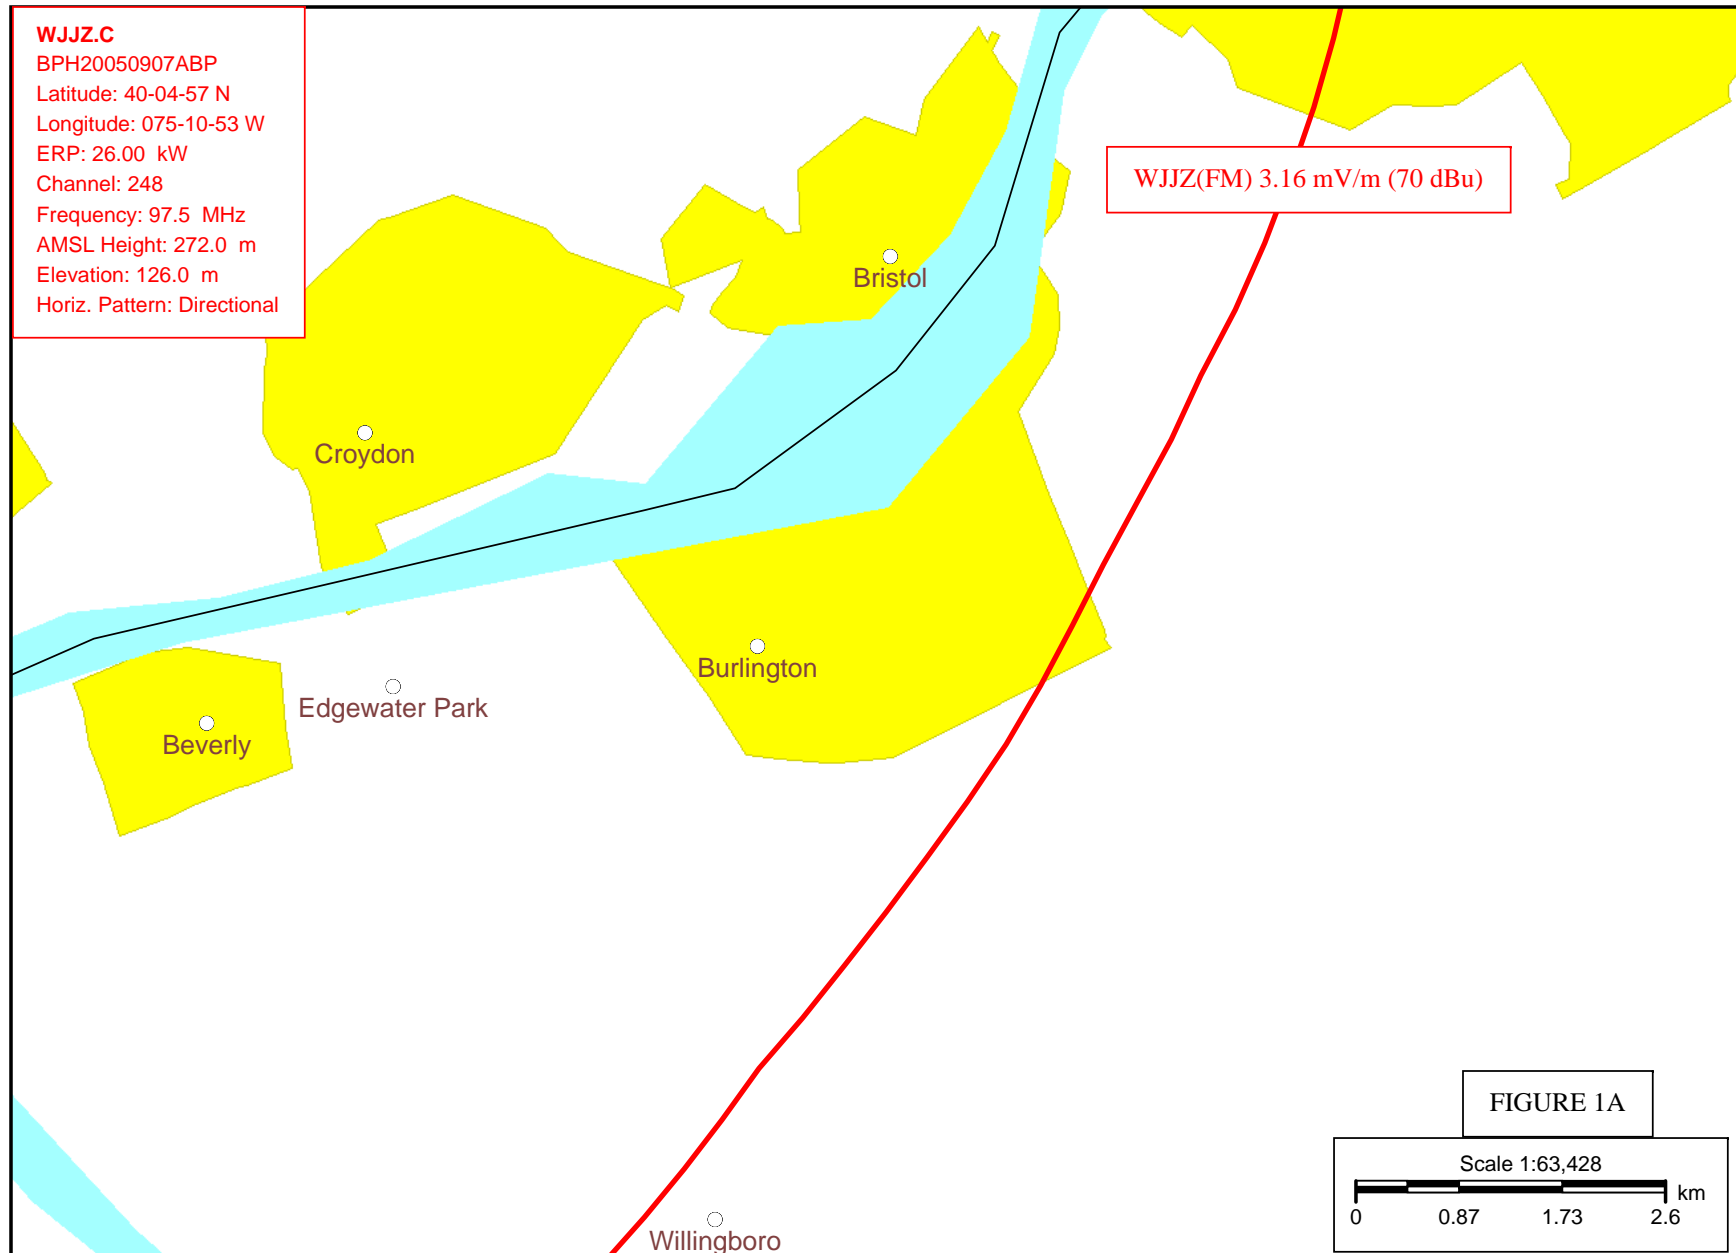 WJJZ.C
BPH20050907ABP
Latitude: 40-04-57 N
Longitude: 075-10-53 W
ERP: 26.00 kW
Channel: 248
Frequency: 97.5 MHz
AMSL Height: 272.0 m
Elevation: 126.0 m
Horiz. Pattern: Directional
WJJZ(FM) 3.16 mV/m (70 dBu)
Bristol
Croydon
Burlington
Edgewater Park
Beverly
Willingboro
FIGURE 1A
Scale 1:63,428
km
0 0.87 1.73 2.6